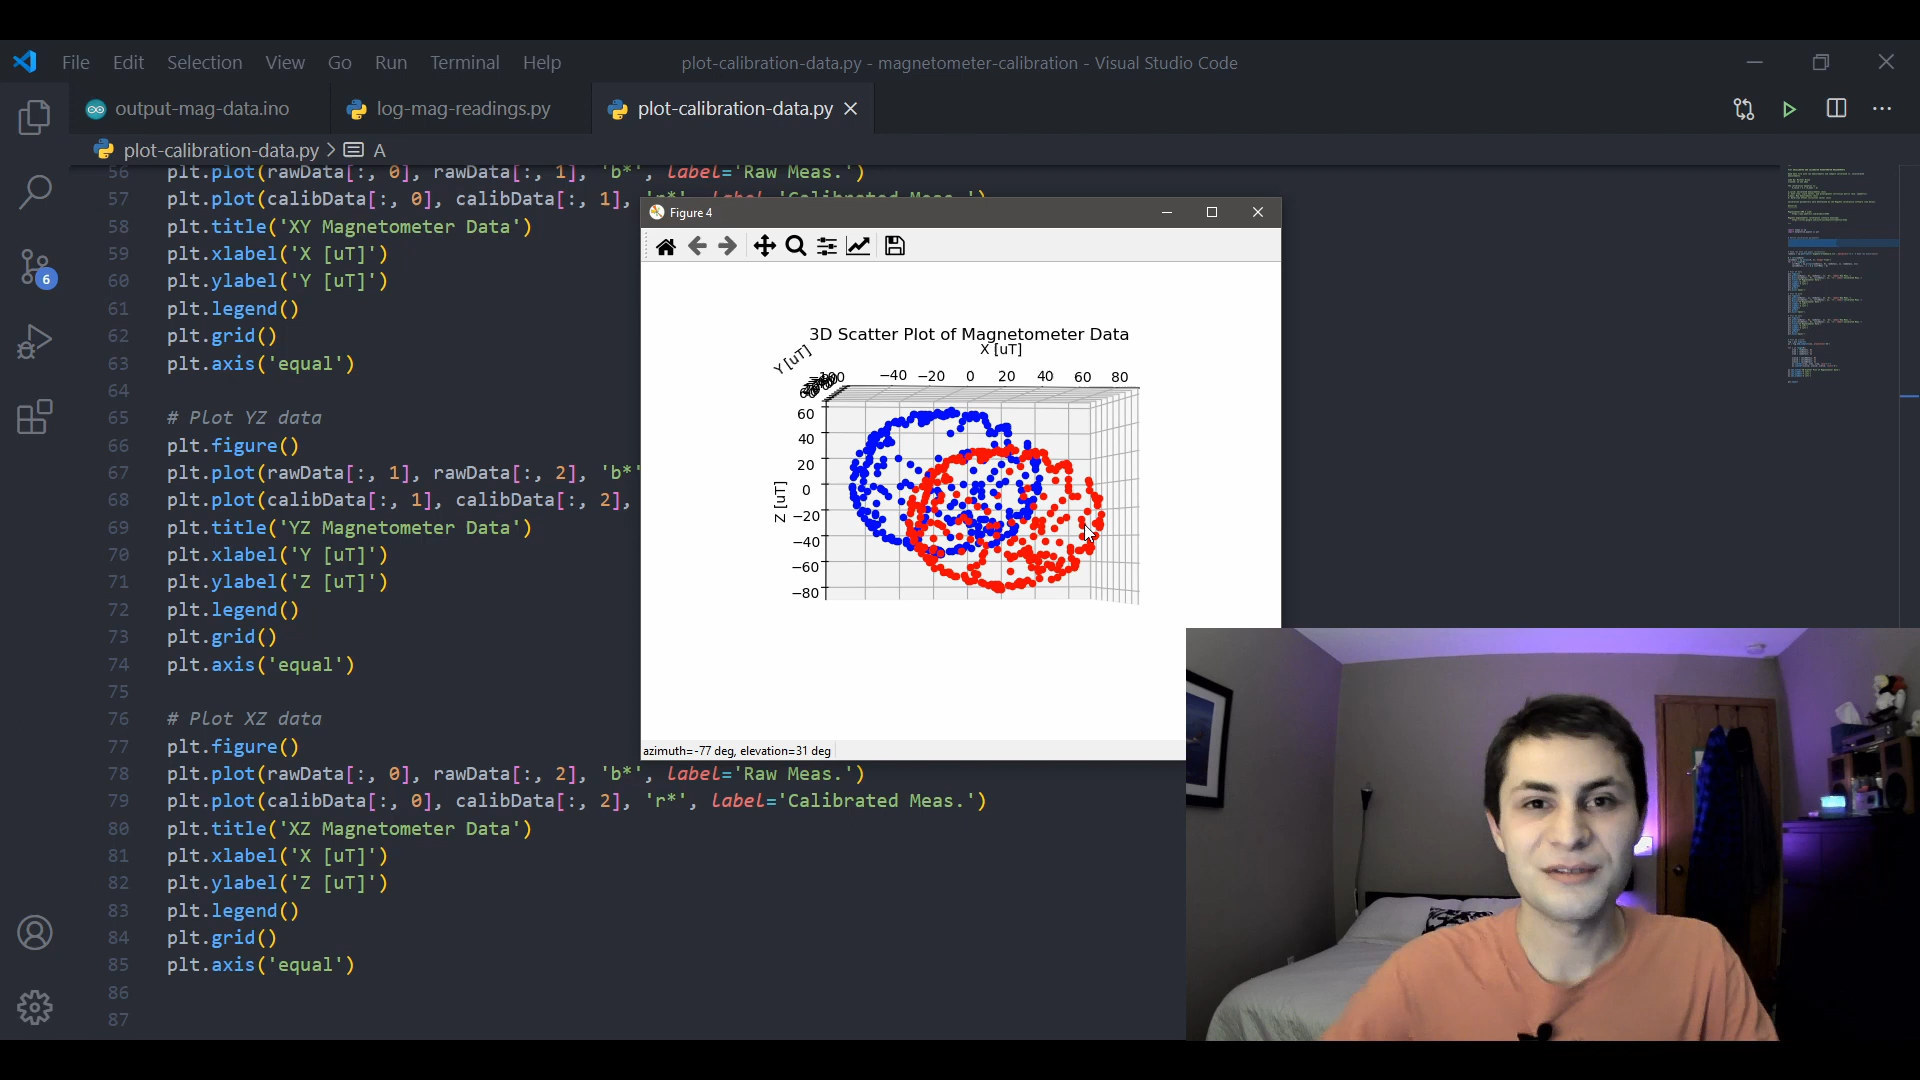 File Edit Selection View Go Run Terminal Help
plot-calibration-data.py - magnetometer-calibration - Visual Studio Code
output-mag-data.ino
log-mag-readings.py
plot-calibration-data.py
plot-calibration-data.py > A
56 plt.plot(rawData[:, 0], rawData[:, 1], 'b*', label='Raw Meas.')
57 plt.plot(calibData[:, 0], calibData[:, 1], 'r*', label='Calibrated Meas.')
58 plt.title('XY Magnetometer Data')
59 plt.xlabel('X [uT]')
60 plt.ylabel('Y [uT]')
61 plt.legend()
62 plt.grid()
63 plt.axis('equal')
64
65 # Plot YZ data
66 plt.figure()
67 plt.plot(rawData[:, 1], rawData[:, 2], 'b*'
68 plt.plot(calibData[:, 1], calibData[:, 2],
69 plt.title('YZ Magnetometer Data')
70 plt.xlabel('Y [uT]')
71 plt.ylabel('Z [uT]')
72 plt.legend()
73 plt.grid()
74 plt.axis('equal')
75
76 # Plot XZ data
77 plt.figure()
78 plt.plot(rawData[:, 0], rawData[:, 2], 'b*', label='Raw Meas.')
79 plt.plot(calibData[:, 0], calibData[:, 2], 'r*', label='Calibrated Meas.')
80 plt.title('XZ Magnetometer Data')
81 plt.xlabel('X [uT]')
82 plt.ylabel('Z [uT]')
83 plt.legend()
84 plt.grid()
85 plt.axis('equal')
86
87
6
Figure 4
3D Scatter Plot of Magnetometer Data
X [uT]
Y [uT]
−40 −20 0 20 40 60 80
60
40
20
0
−20
−40
−60
−80
Z [uT]
azimuth=-77 deg, elevation=31 deg